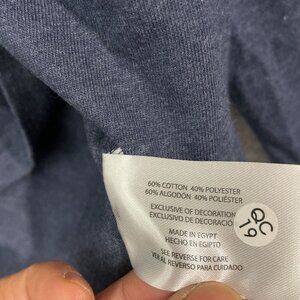 60% COTTON 40% POLYESTER
60% ALGODÓN 40% POLIÉSTER
EXCLUSIVE OF DECORATION
EXCLUSIVO DE DECORACIÓN
MADE IN EGYPT
HECHO EN EGIPTO
SEE REVERSE FOR CARE
VER AL REVERSO PARA CUIDADO
QC
19